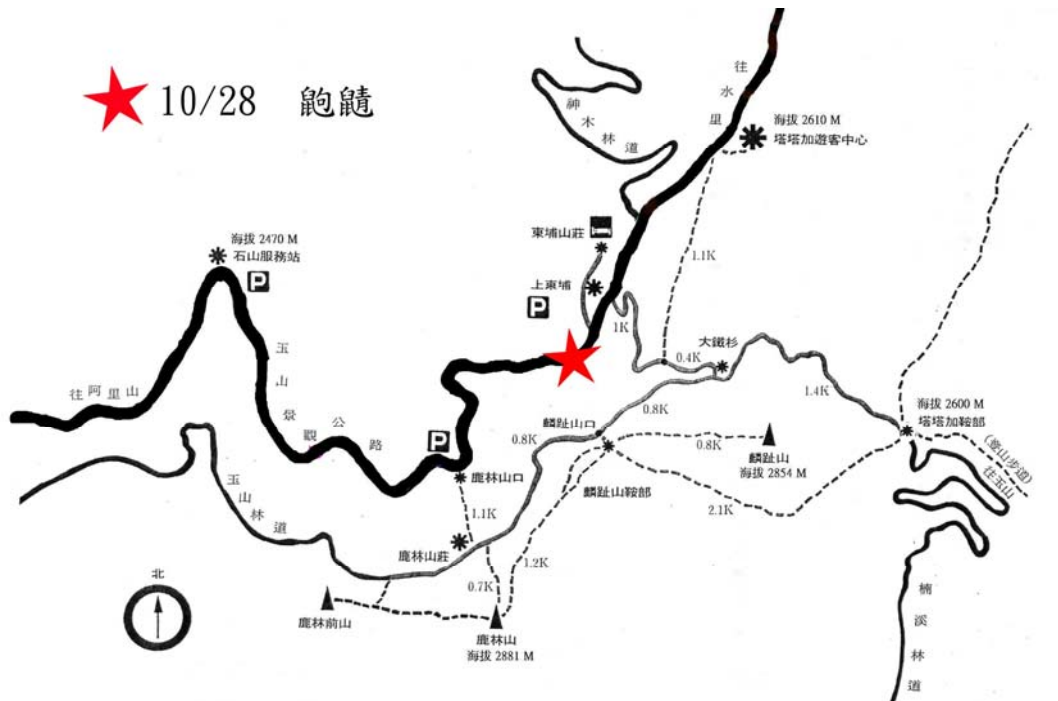 10/28 鉋饐
往水里
海拔 2610 M
塔塔加遊客中心
神木林道
海拔 2470 M
石山服務站
P
東埔山莊
上東埔
P
1.1K
1K
大鐵杉
0.4K
玉山景觀公路
往阿里山
0.8K
1.4K
海拔 2600 M
塔塔加鞍部
麟趾山口
0.8K
0.8K
麟趾山
海拔 2854 M
(登山步道)
往玉山
P
鹿林山口
麟趾山鞍部
2.1K
玉山林道
1.1K
鹿林山莊
1.2K
0.7K
北
鹿林前山
鹿林山
海拔 2881 M
楠溪林道